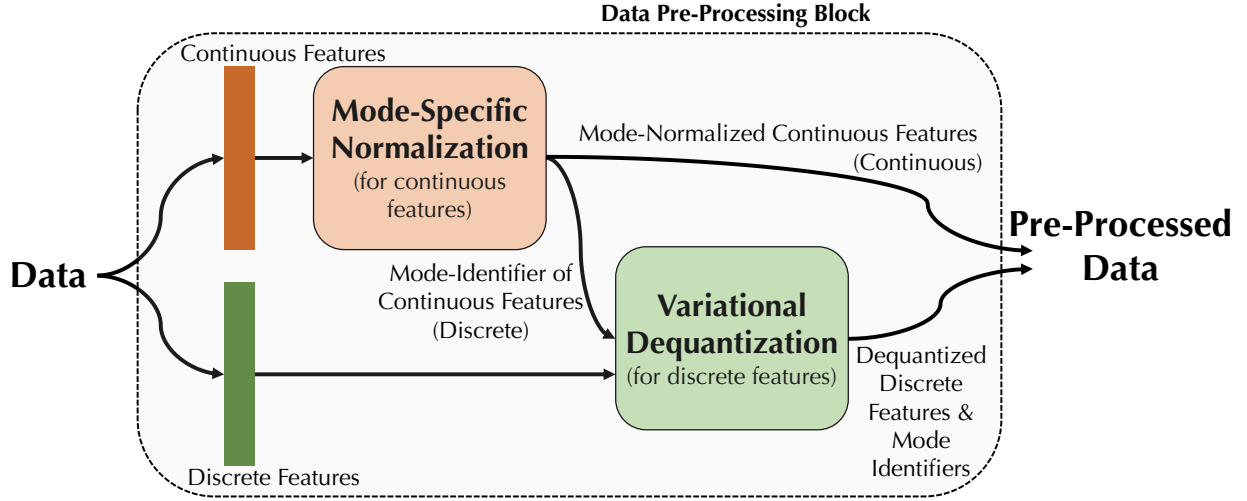 Data Pre-Processing Block
Continuous Features
Mode-Specific
Normalization
(for continuous
features)
Mode-Normalized Continuous Features
(Continuous)
Data
Pre-Processed
Data
Mode-Identifier of
Continuous Features
(Discrete)
Variational
Dequantization
(for discrete features)
Dequantized
Discrete
Features &
Mode
Identifiers
Discrete Features